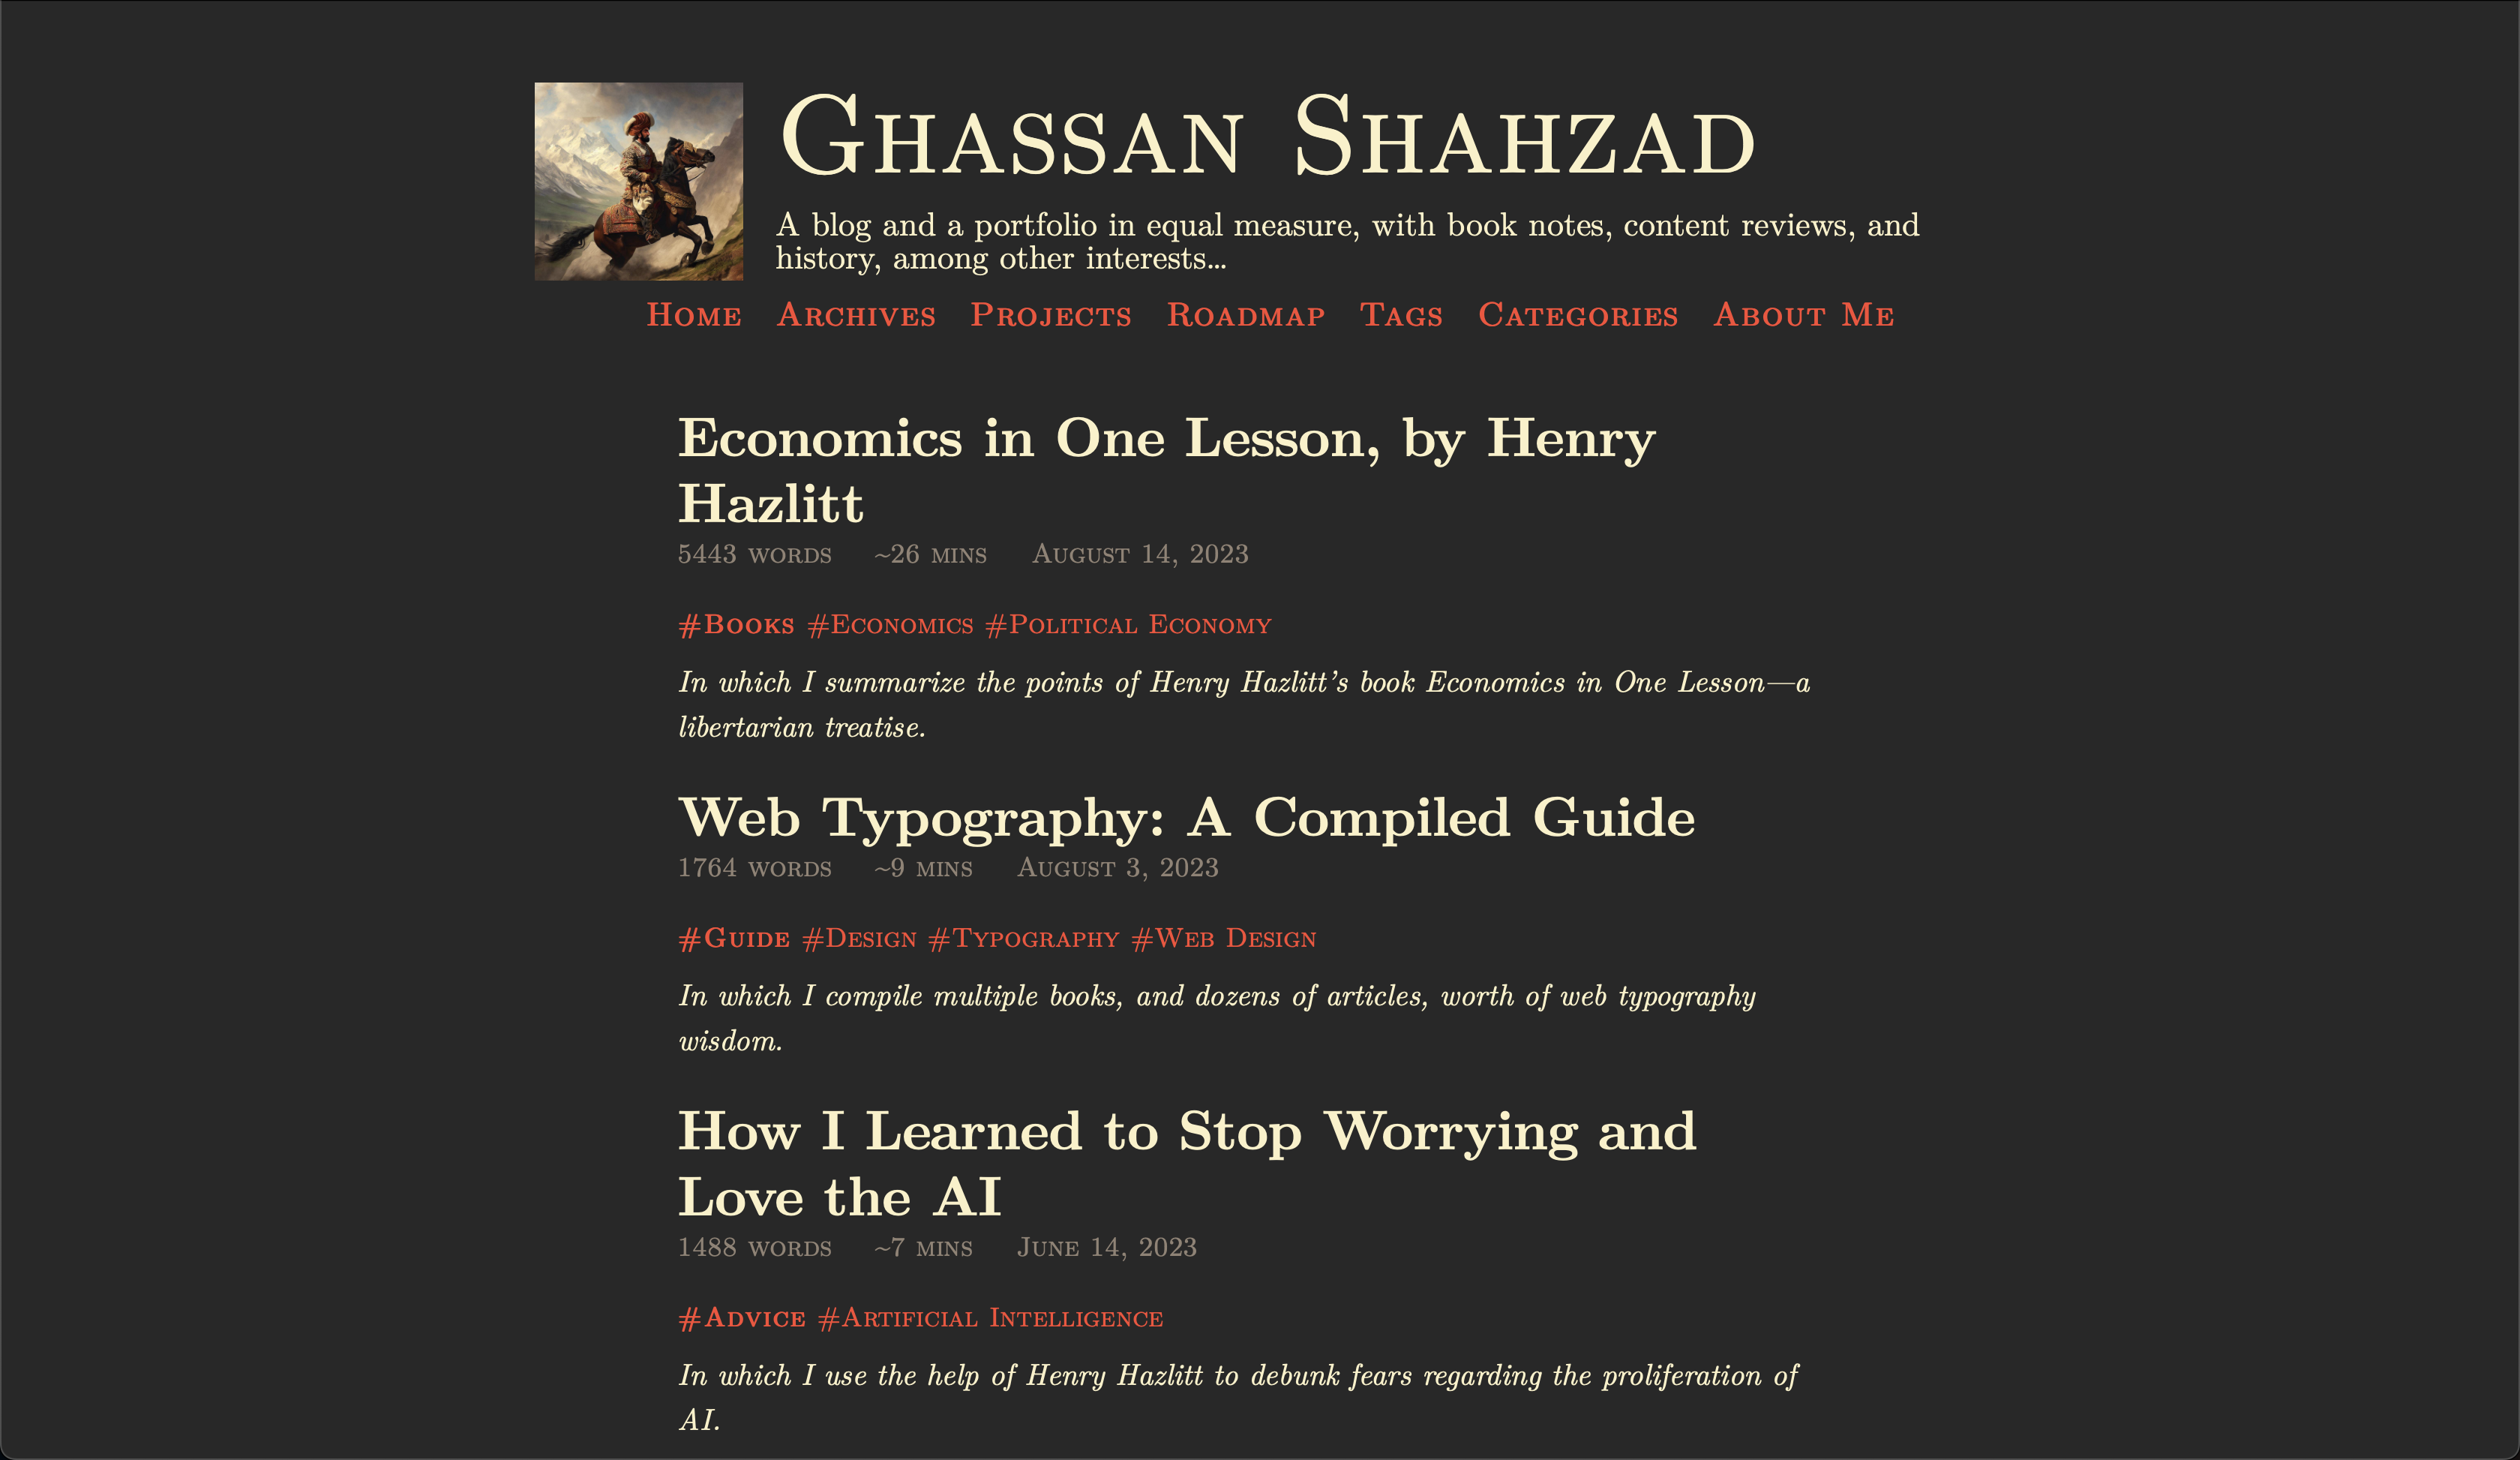 Ghassan Shahzad
A blog and a portfolio in equal measure, with book notes, content reviews, and
history, among other interests…
Home Archives Projects Roadmap Tags Categories About Me
Economics in One Lesson, by Henry
Hazlitt
5443 words ~26 mins August 14, 2023
#Books #Economics #Political Economy
In which I summarize the points of Henry Hazlitt’s book Economics in One Lesson—a
libertarian treatise.
Web Typography: A Compiled Guide
1764 words ~9 mins August 3, 2023
#Guide #Design #Typography #Web Design
In which I compile multiple books, and dozens of articles, worth of web typography
wisdom.
How I Learned to Stop Worrying and
Love the AI
1488 words ~7 mins June 14, 2023
#Advice #Artificial Intelligence
In which I use the help of Henry Hazlitt to debunk fears regarding the proliferation of
AI.